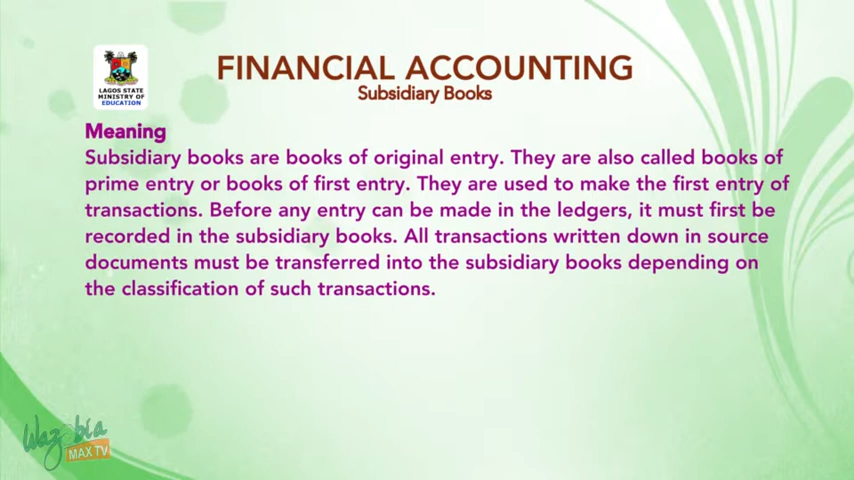 FINANCIAL ACCOUNTING
Subsidiary Books
LAGOS STATE
MINISTRY OF
EDUCATION
Meaning
Subsidiary books are books of original entry. They are also called books of
prime entry or books of first entry. They are used to make the first entry of
transactions. Before any entry can be made in the ledgers, it must first be
recorded in the subsidiary books. All transactions written down in source
documents must be transferred into the subsidiary books depending on
the classification of such transactions.
Wazobia
MAX TV